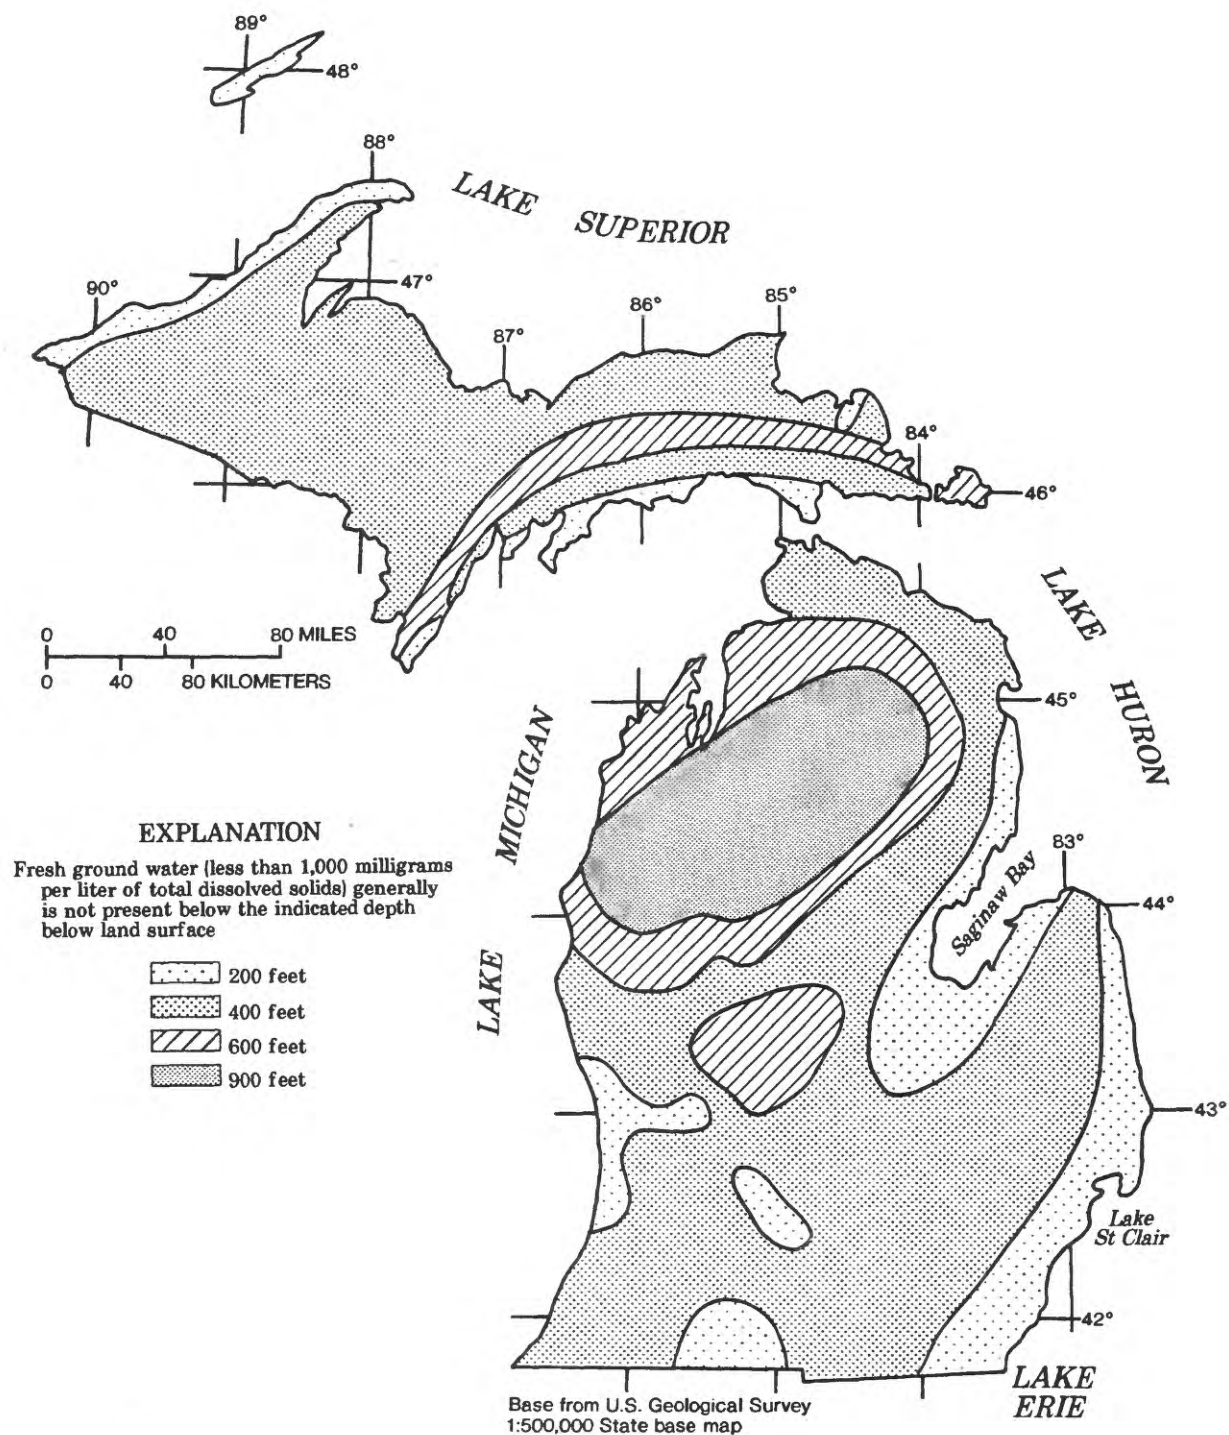 89°
48°
88°
LAKE SUPERIOR
47°
90°
86°
85°
87°
84°
46°
LAKE HURON
0 40 80 MILES
0 40 80 KILOMETERS
45°
LAKE MICHIGAN
EXPLANATION
Fresh ground water (less than 1,000 milligrams
per liter of total dissolved solids) generally
is not present below the indicated depth
below land surface
200 feet
400 feet
600 feet
900 feet
83°
Saginaw Bay
44°
43°
Lake
St Clair
42°
LAKE
ERIE
Base from U.S. Geological Survey
1:500,000 State base map